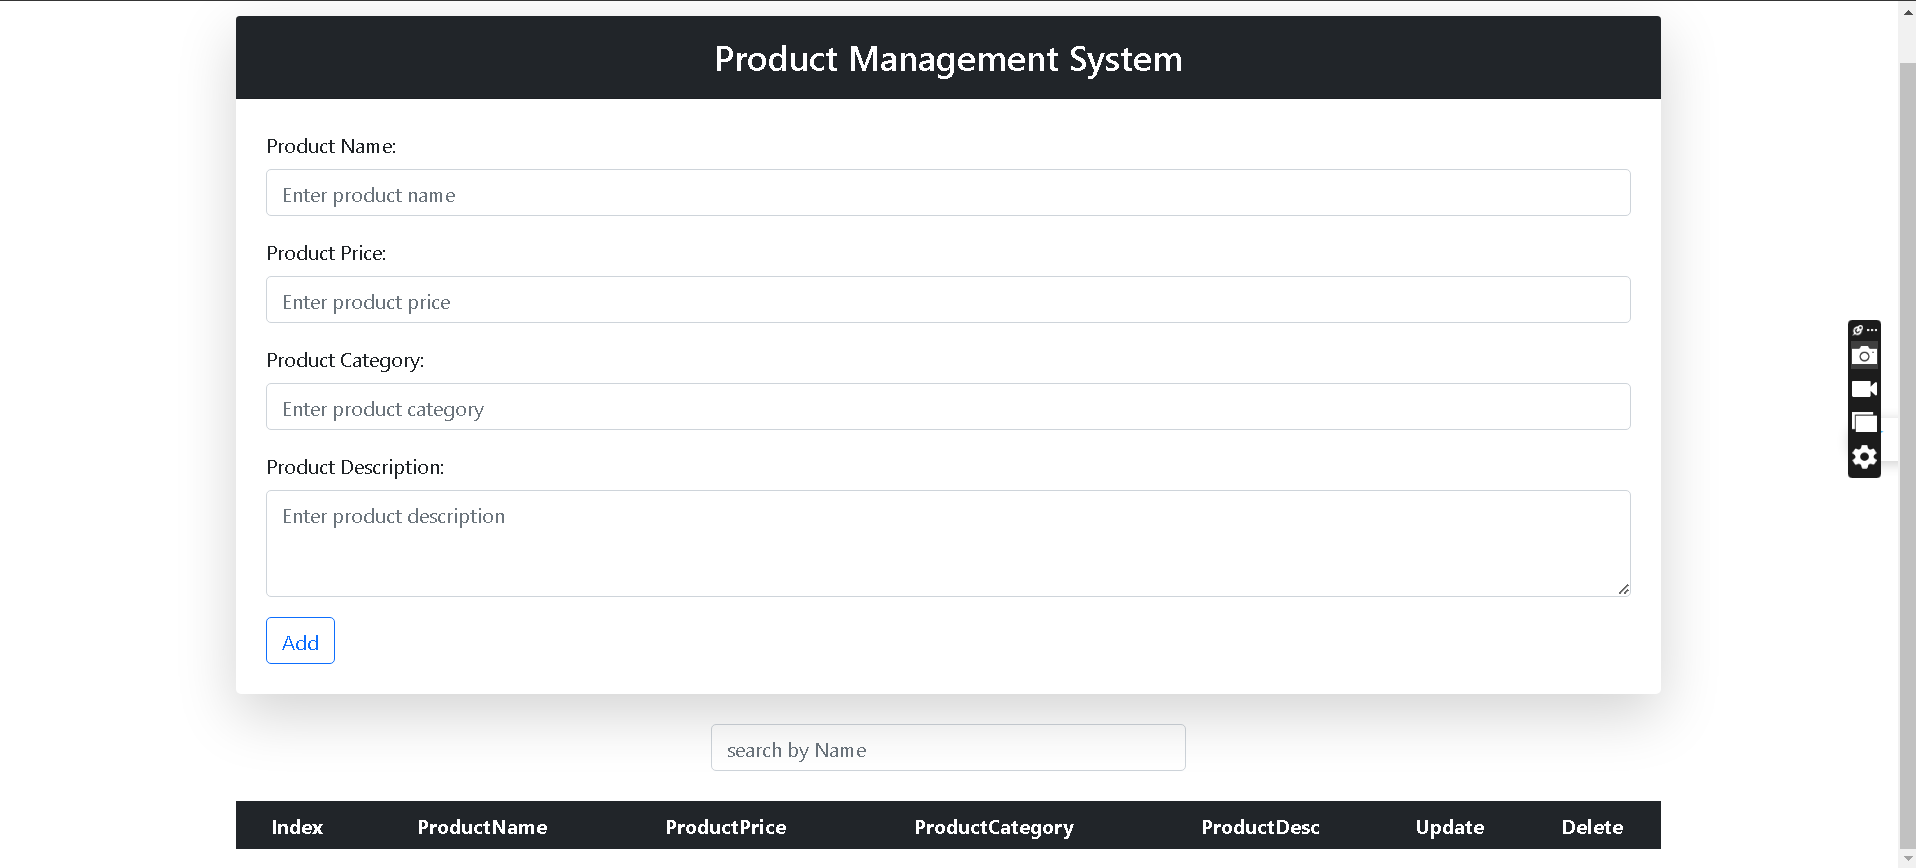 Product Management System
Product Name:
Enter product name
Product Price:
Enter product price
Product Category:
Enter product category
Product Description:
Enter product description
Add
search by Name
Index ProductName ProductPrice ProductCategory ProductDesc Update Delete